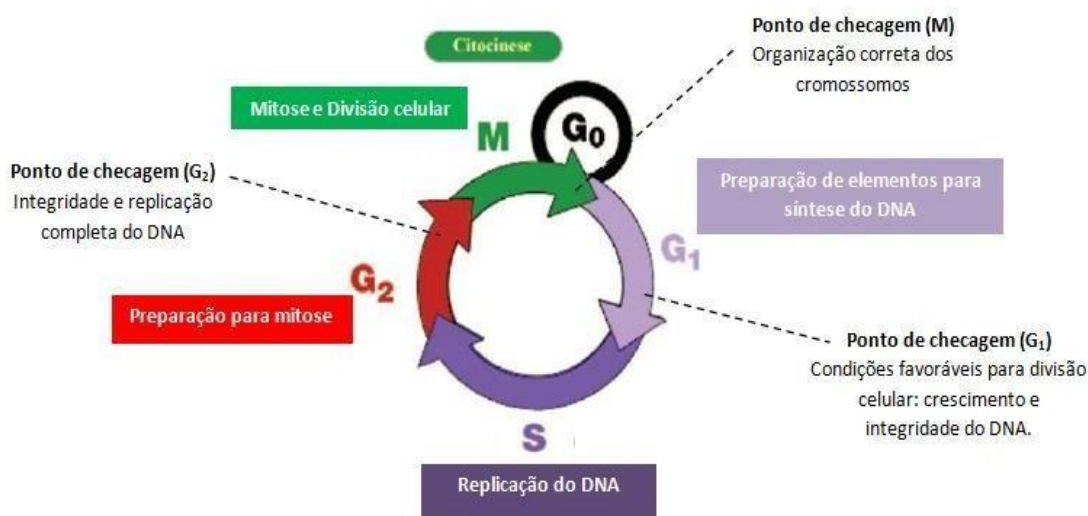 Ponto de checagem (M)
Organização correta dos
cromossomos
Citocinese
Mitose e Divisão celular
M
G₀
Ponto de checagem (G₂)
Integridade e replicação
completa do DNA
Preparação de elementos para
síntese do DNA
G₁
G₂
Preparação para mitose
Ponto de checagem (G₁)
Condições favoráveis para divisão
celular: crescimento e
integridade do DNA.
S
Replicação do DNA